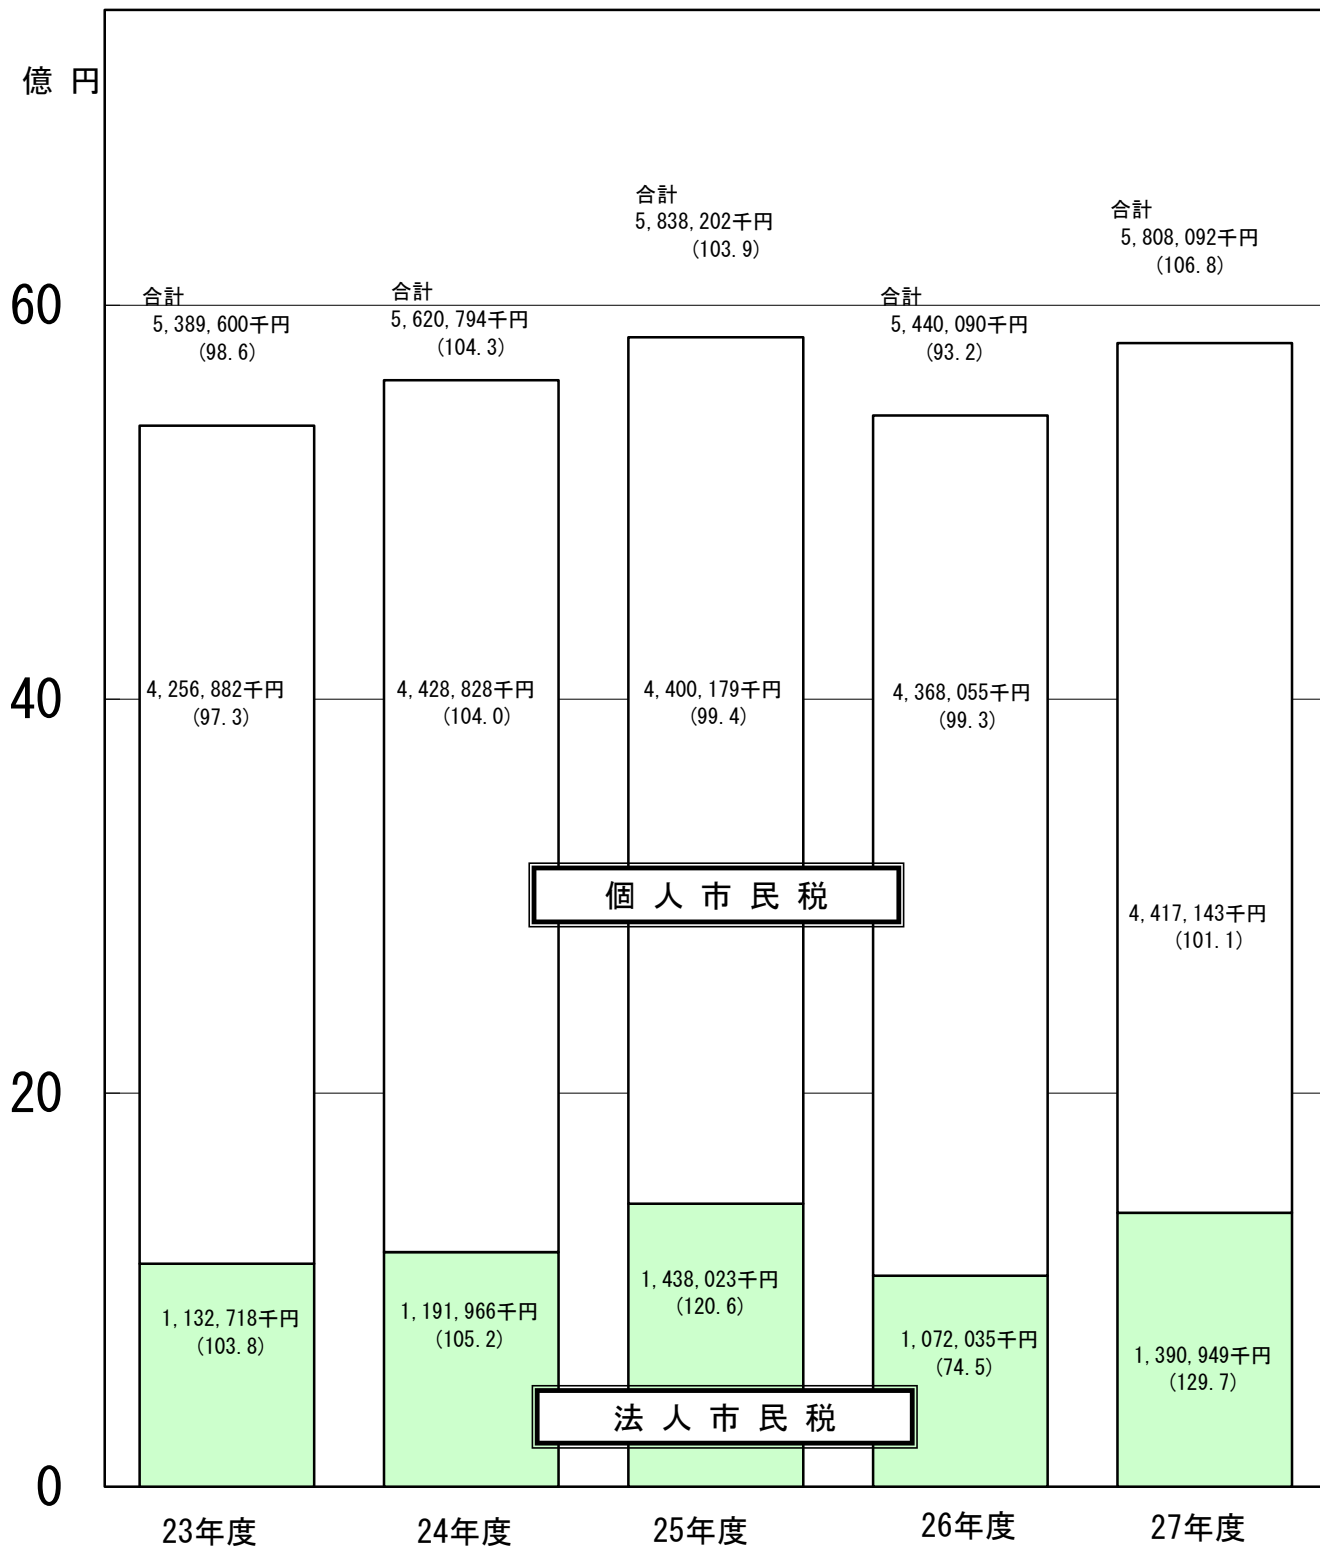 億 円
合計
5,838,202千円
(103.9)
合計
5,808,092千円
(106.8)
60
合計
5,389,600千円
(98.6)
合計
5,620,794千円
(104.3)
合計
5,440,090千円
(93.2)
40
4,256,882千円
(97.3)
4,428,828千円
(104.0)
4,400,179千円
(99.4)
4,368,055千円
(99.3)
個 人 市 民 税
4,417,143千円
(101.1)
20
1,132,718千円
(103.8)
1,191,966千円
(105.2)
1,438,023千円
(120.6)
1,072,035千円
(74.5)
1,390,949千円
(129.7)
法 人 市 民 税
0
23年度
24年度
25年度
26年度
27年度